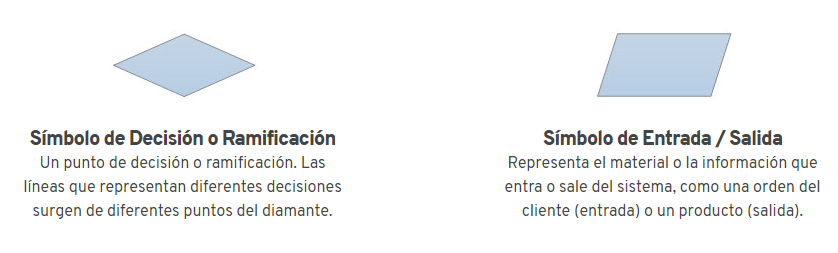 Símbolo de Decisión o Ramificación
Un punto de decisión o ramificación. Las
líneas que representan diferentes decisiones
surgen de diferentes puntos del diamante.
Símbolo de Entrada / Salida
Representa el material o la información que
entra o sale del sistema, como una orden del
cliente (entrada) o un producto (salida).